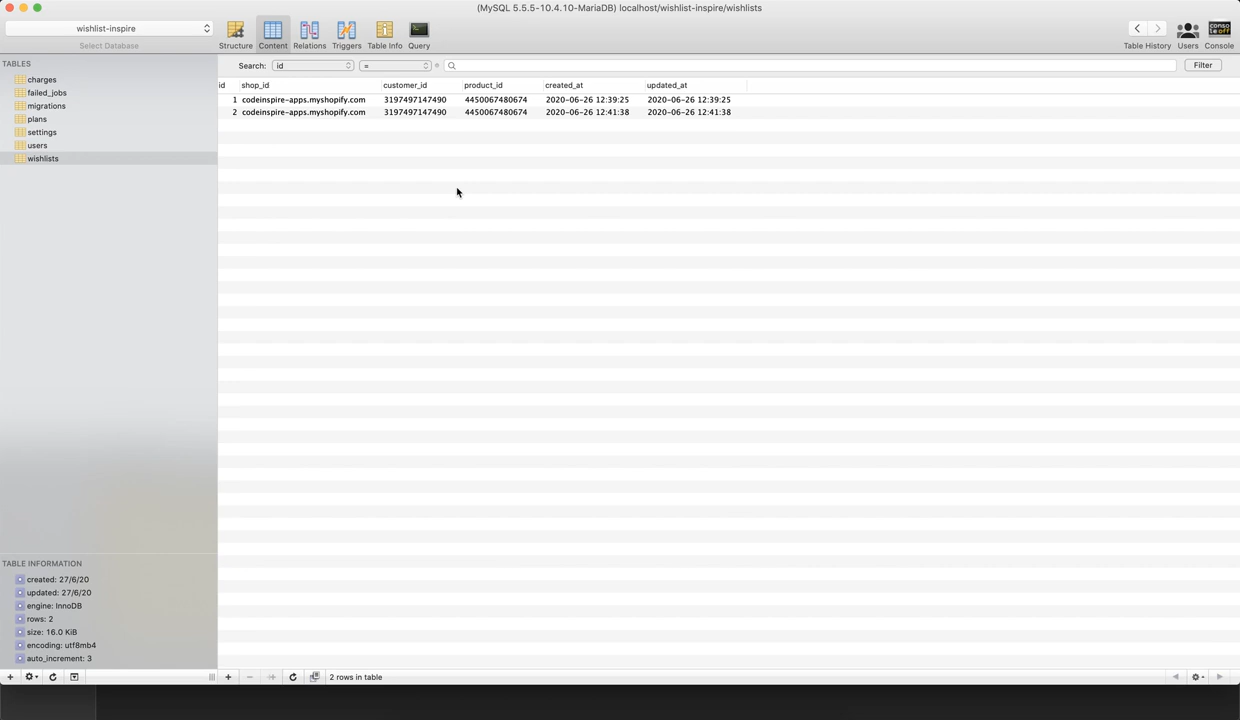 (MySQL 5.5.5-10.4.10-MariaDB) localhost/wishlist-inspire/wishlists
wishlist-inspire
Select Database
Structure Content Relations Triggers Table Info Query
Table History Users Console
conso
le off
TABLES
charges
failed_jobs
migrations
plans
settings
users
wishlists
Search: id = Filter
id shop_id customer_id product_id created_at updated_at
1 codeinspire-apps.myshopify.com 3197497147490 4450067480674 2020-06-26 12:39:25 2020-06-26 12:39:25
2 codeinspire-apps.myshopify.com 3197497147490 4450067480674 2020-06-26 12:41:38 2020-06-26 12:41:38
TABLE INFORMATION
created: 27/6/20
updated: 27/6/20
engine: InnoDB
rows: 2
size: 16.0 KiB
encoding: utf8mb4
auto_increment: 3
2 rows in table